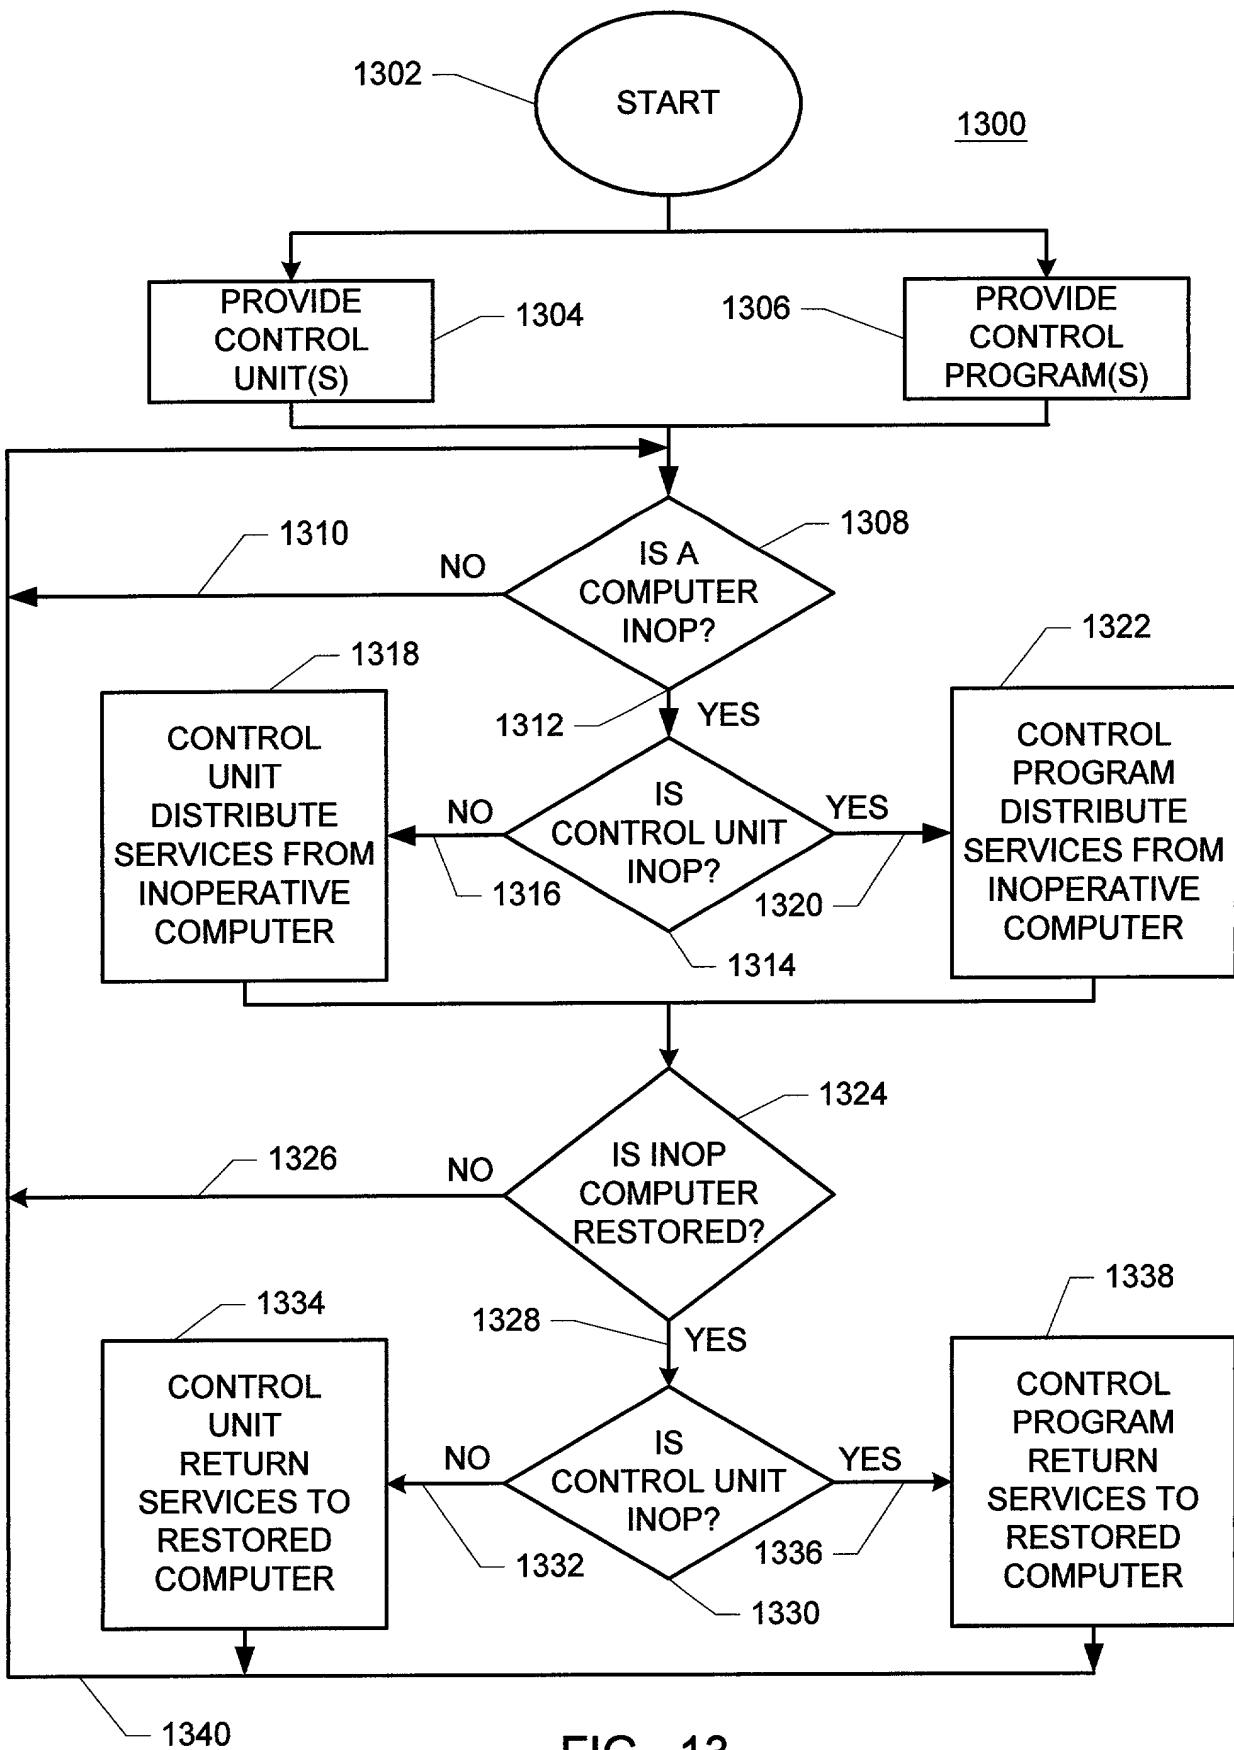 1302
START
1300
PROVIDE
CONTROL
UNIT(S)
1304
1306
PROVIDE
CONTROL
PROGRAM(S)
1310
NO
IS A
COMPUTER
INOP?
1308
1318
1312
YES
1322
CONTROL
UNIT
DISTRIBUTE
SERVICES FROM
INOPERATIVE
COMPUTER
NO
1316
IS
CONTROL UNIT
INOP?
YES
1320
1314
CONTROL
PROGRAM
DISTRIBUTE
SERVICES FROM
INOPERATIVE
COMPUTER
1324
1326
NO
IS INOP
COMPUTER
RESTORED?
1334
1328
YES
1338
CONTROL
UNIT
RETURN
SERVICES TO
RESTORED
COMPUTER
NO
1332
IS
CONTROL UNIT
INOP?
YES
1336
1330
CONTROL
PROGRAM
RETURN
SERVICES TO
RESTORED
COMPUTER
1340
FIG. 13